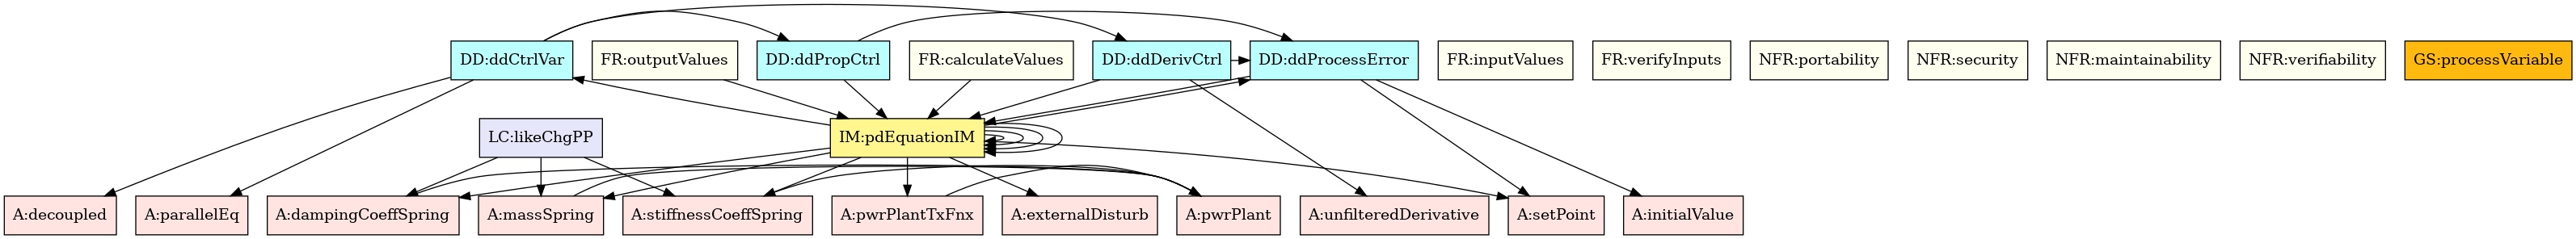 DD:ddCtrlVar
FR:outputValues
DD:ddPropCtrl
FR:calculateValues
DD:ddDerivCtrl
DD:ddProcessError
FR:inputValues
FR:verifyInputs
NFR:portability
NFR:security
NFR:maintainability
NFR:verifiability
GS:processVariable
LC:likeChgPP
IM:pdEquationIM
A:decoupled
A:parallelEq
A:dampingCoeffSpring
A:massSpring
A:stiffnessCoeffSpring
A:pwrPlantTxFnx
A:externalDisturb
A:pwrPlant
A:unfilteredDerivative
A:setPoint
A:initialValue